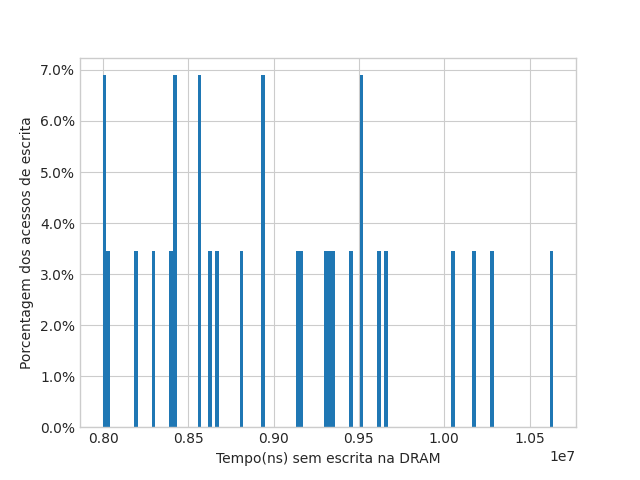 7.0%
6.0%
5.0%
4.0%
3.0%
2.0%
1.0%
0.0%
Porcentagem dos acessos de escrita
0.80 0.85 0.90 0.95 1.00 1.05
1e7
Tempo(ns) sem escrita na DRAM